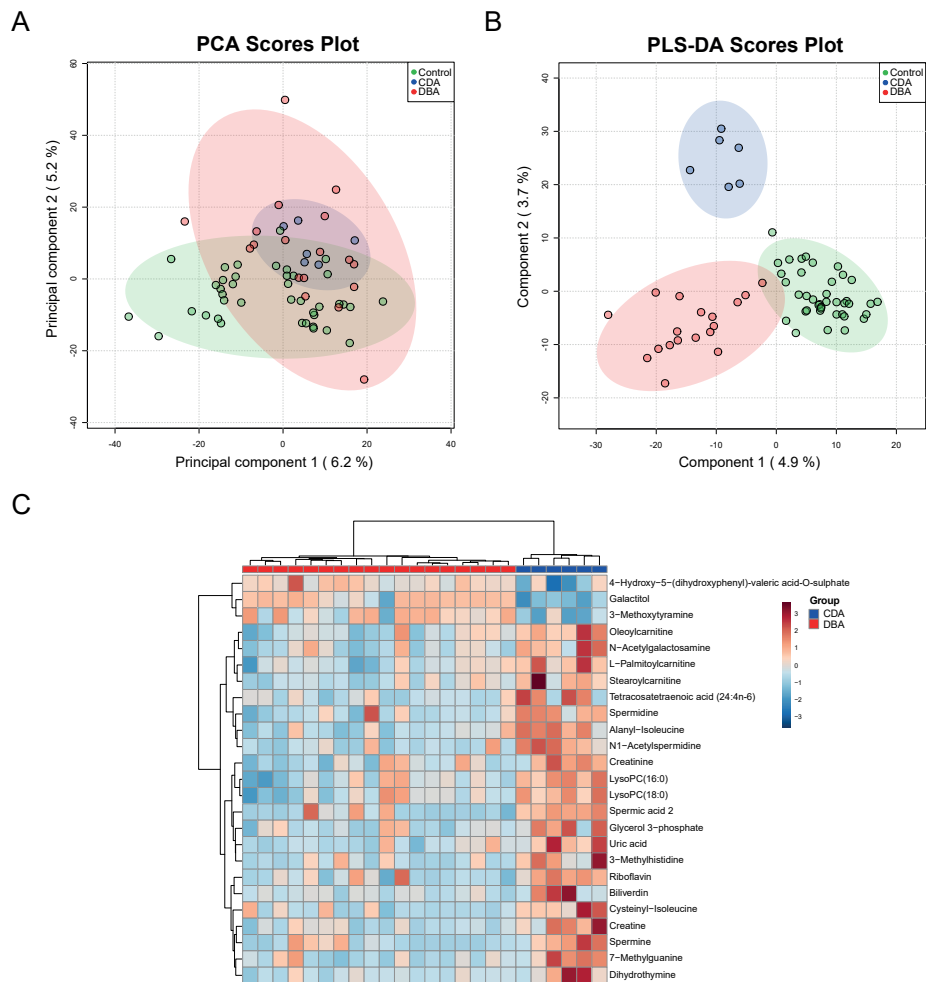 A
PCA Scores Plot
Control
CDA
DBA
60
40
20
0
-20
-40
Principal component 2 ( 5.2 %)
-40
-20
0
20
40
Principal component 1 ( 6.2 %)
B
PLS-DA Scores Plot
Control
CDA
DBA
40
30
20
10
0
-10
-20
Component 2 ( 3.7 %)
-30
-20
-10
0
10
20
Component 1 ( 4.9 %)
C
4-Hydroxy-5-(dihydroxyphenyl)-valeric acid-O-sulphate
Galactitol
3-Methoxytyramine
Oleoylcarnitine
N-Acetylgalactosamine
L-Palmitoylcarnitine
Stearoylcarnitine
Tetracosatetraenoic acid (24:4n-6)
Spermidine
Alanyl-Isoleucine
N1-Acetylspermidine
Creatinine
LysoPC(16:0)
LysoPC(18:0)
Spermic acid 2
Glycerol 3-phosphate
Uric acid
3-Methylhistidine
Riboflavin
Biliverdin
Cysteinyl-Isoleucine
Creatine
Spermine
7-Methylguanine
Dihydrothymine
3
2
1
0
-1
-2
-3
Group
CDA
DBA